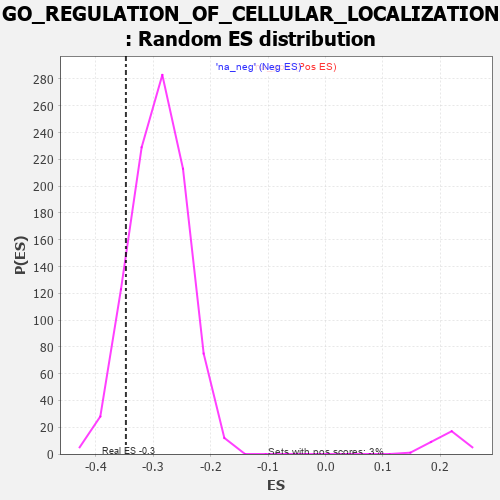 GO_REGULATION_OF_CELLULAR_LOCALIZATION
: Random ES distribution
'na_neg' (Neg ES)
Pos ES)
280
260
240
220
200
180
160
140
120
100
80
60
40
20
0
P(ES)
Real ES -0.3
Sets with pos scores: 3%
-0.4 -0.3 -0.2 -0.1 0.0 0.1 0.2
ES